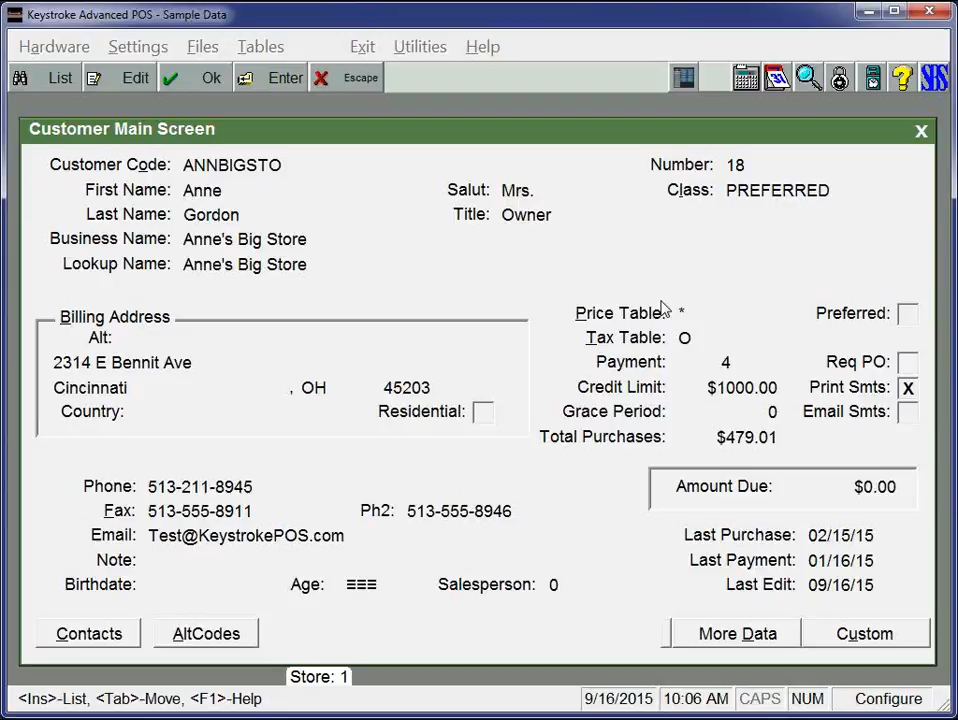 Keystroke Advanced POS - Sample Data
Hardware Settings Files Tables Exit Utilities Help
List Edit Ok Enter Escape 31 ? SBS
Customer Main Screen X
Customer Code: ANNBIGSTO Number: 18
First Name: Anne Salut: Mrs. Class: PREFERRED
Last Name: Gordon Title: Owner
Business Name: Anne's Big Store
Lookup Name: Anne's Big Store
Billing Address Price Table: * Preferred:
Alt: Tax Table: O
2314 E Bennit Ave Payment: 4 Req PO:
Cincinnati , OH 45203 Credit Limit: $1000.00 Print Smts: X
Country: Residential: Grace Period: 0 Email Smts:
Total Purchases: $479.01
Phone: 513-211-8945 Amount Due: $0.00
Fax: 513-555-8911 Ph2: 513-555-8946
Email: Test@KeystrokePOS.com Last Purchase: 02/15/15
Note: Last Payment: 01/16/15
Birthdate: Age: ≡≡≡ Salesperson: 0 Last Edit: 09/16/15
Contacts AltCodes More Data Custom
Store: 1
<Ins>-List, <Tab>-Move, <F1>-Help 9/16/2015 10:06 AM CAPS NUM Configure